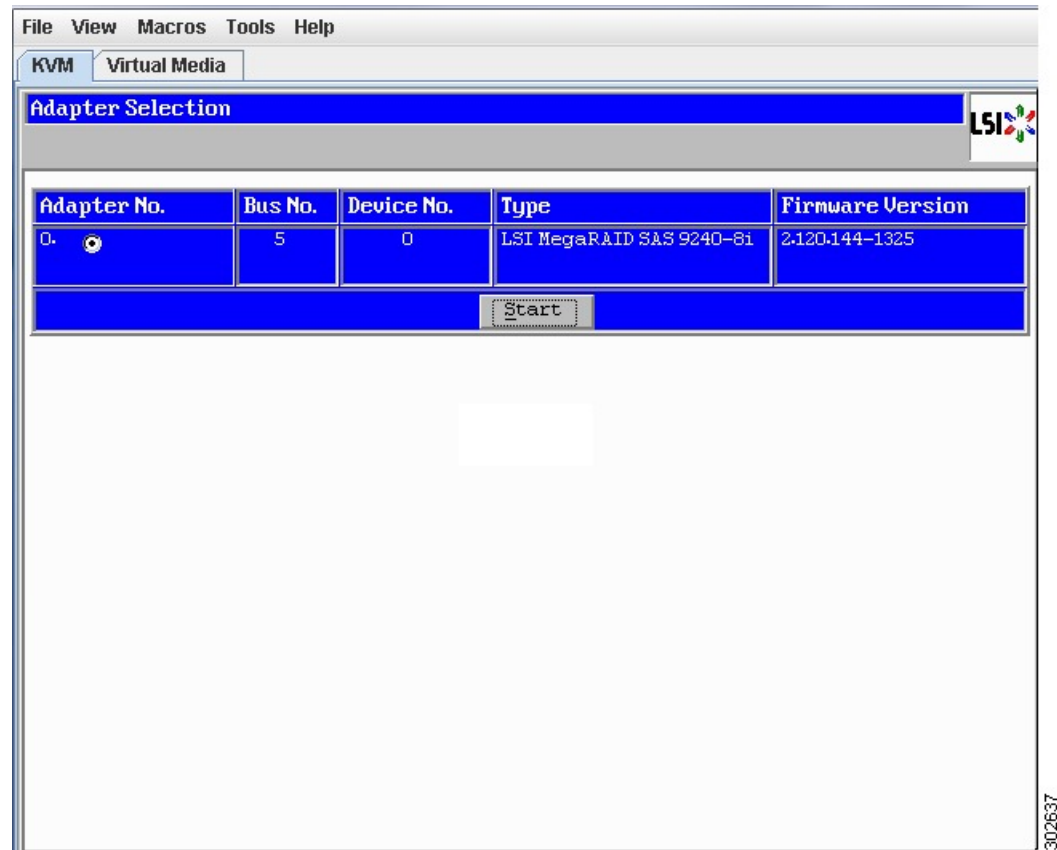 File View Macros Tools Help
KVM Virtual Media
Adapter Selection
LSI
Adapter No. Bus No. Device No. Type Firmware Version
0. 5 0 LSI MegaRAID SAS 9240-8i 2.120.144-1325
Start
302637